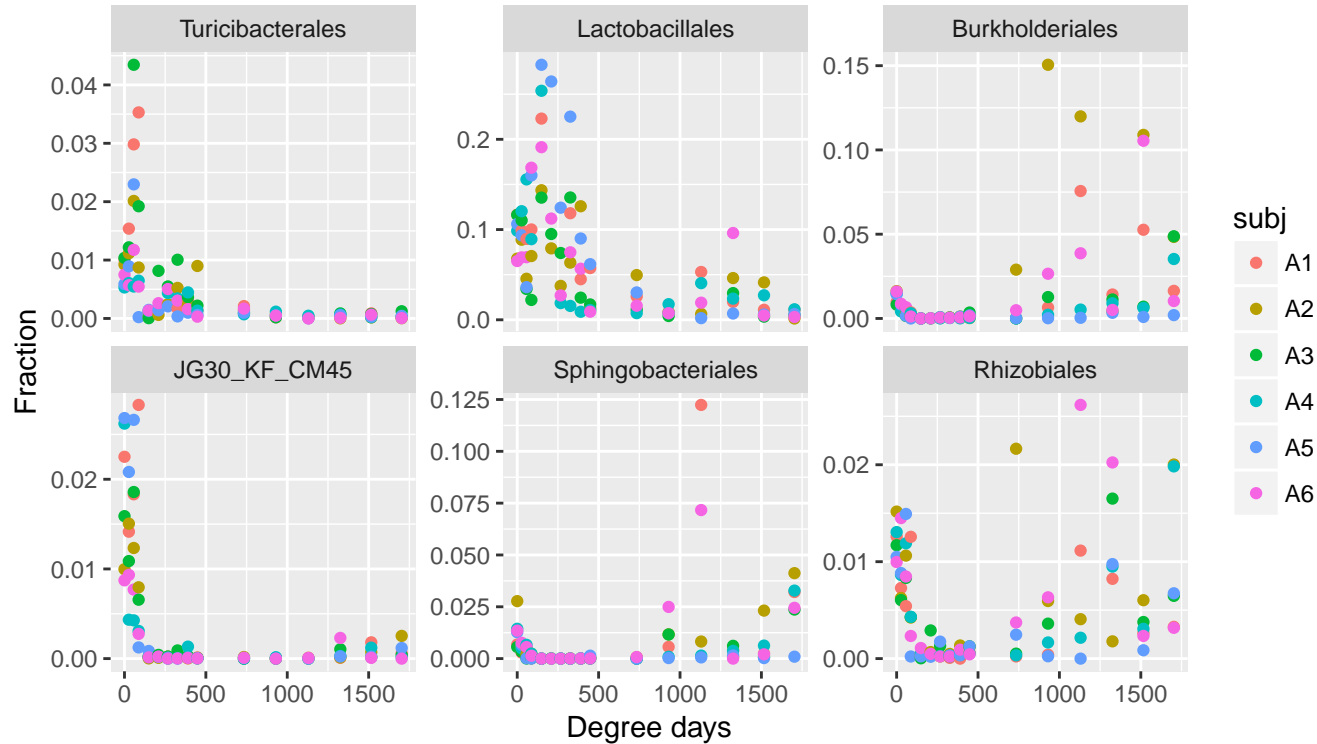 Turicibacterales
Lactobacillales
Burkholderiales
0.04
0.03
0.02
0.01
0.00
0.2
0.1
0.0
0.15
0.10
0.05
0.00
JG30_KF_CM45
Sphingobacteriales
Rhizobiales
0.02
0.01
0.00
0.125
0.100
0.075
0.050
0.025
0.000
0.02
0.01
0.00
0 500 1000 1500
0 500 1000 1500
0 500 1000 1500
Fraction
Degree days
subj
A1
A2
A3
A4
A5
A6